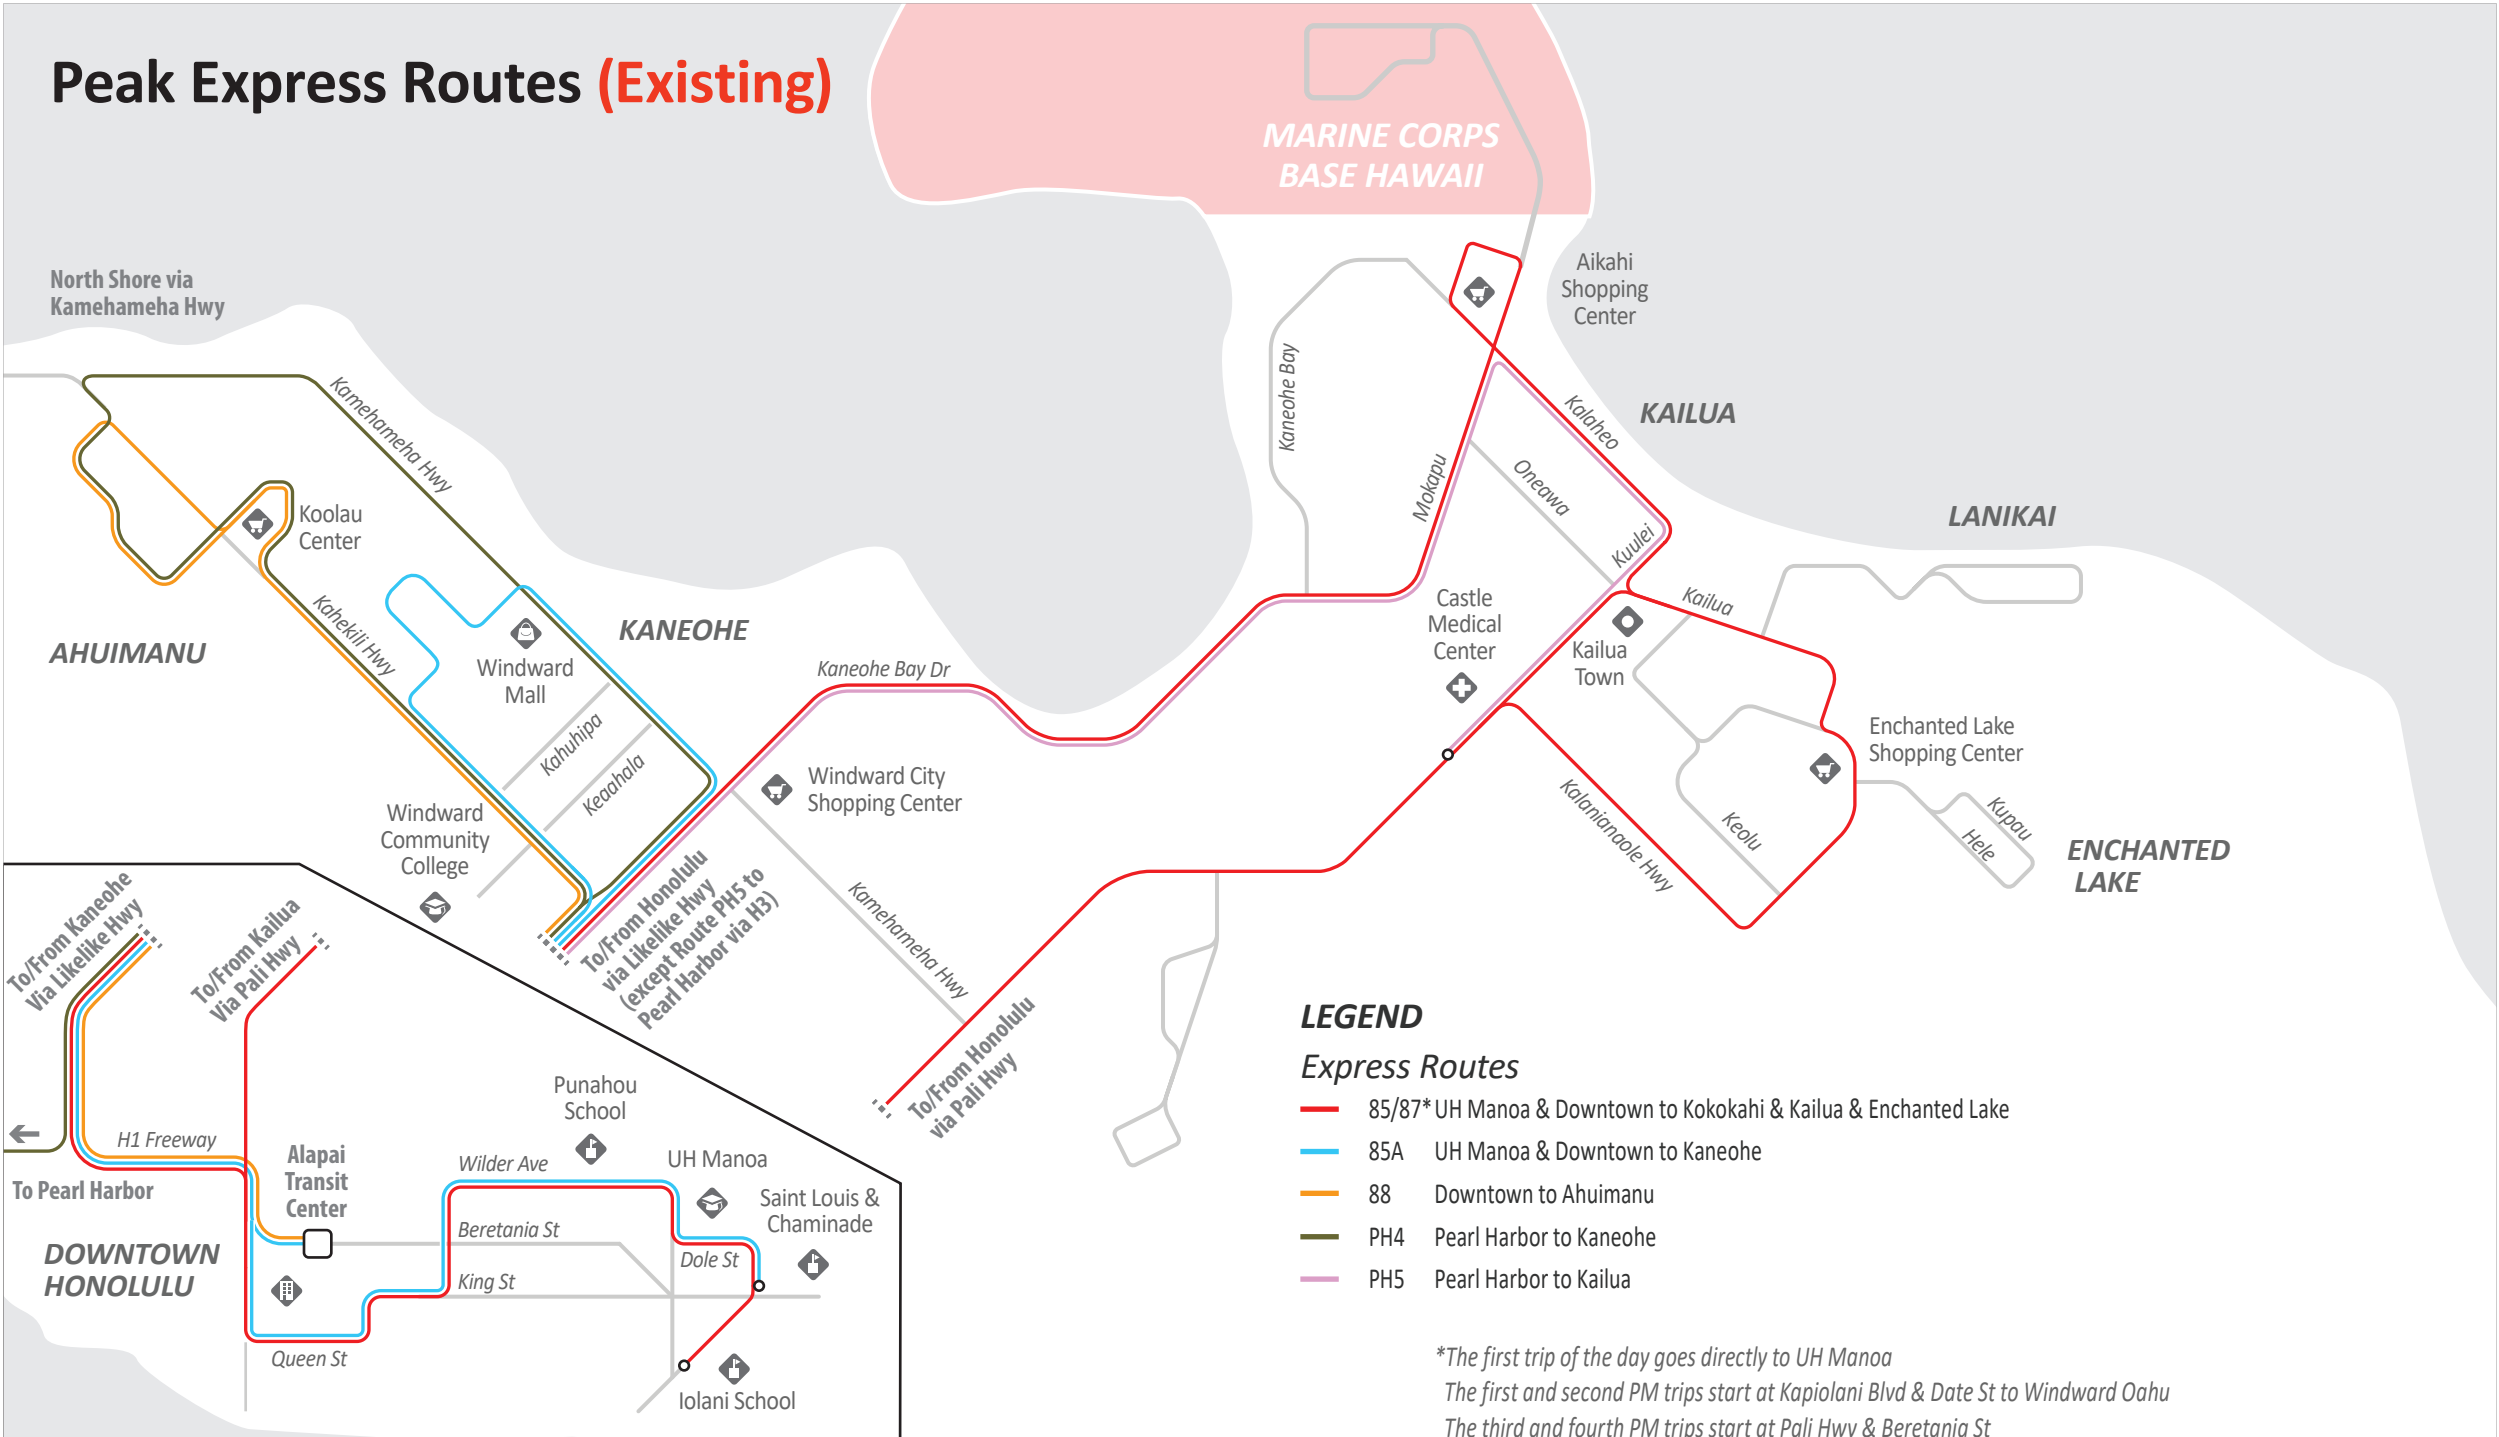 Peak Express Routes (Existing)
MARINE CORPS
BASE HAWAII
North Shore via
Kamehameha Hwy
Aikahi
Shopping
Center
Kaneohe Bay
Kamehameha Hwy
Kalaheo
KAILUA
Mokapu
Oneawa
Koolau
Center
LANIKAI
Kuulei
Kahekili Hwy
KANEOHE
AHUIMANU
Castle
Medical
Center
Kailua
Kailua
Town
Windward
Mall
Kaneohe Bay Dr
Kahuhipa
Keaahala
Enchanted Lake
Shopping Center
Windward City
Shopping Center
Kalanianaole Hwy
Keolu
Kupau
Hele
ENCHANTED
LAKE
Windward
Community
College
To/From Honolulu
via Likelike Hwy
(except Route PH5 to
Pearl Harbor via H3)
Kamehameha Hwy
To/From Kaneohe
Via Likelike Hwy
To/From Kailua
Via Pali Hwy
To/From Honolulu
via Pali Hwy
Punahou
School
H1 Freeway
Alapai
Transit
Center
Wilder Ave
UH Manoa
To Pearl Harbor
Saint Louis &
Chaminade
Beretania St
DOWNTOWN
HONOLULU
Dole St
King St
Queen St
Iolani School
LEGEND
Express Routes
85/87* UH Manoa & Downtown to Kokokahi & Kailua & Enchanted Lake
85A UH Manoa & Downtown to Kaneohe
88 Downtown to Ahuimanu
PH4 Pearl Harbor to Kaneohe
PH5 Pearl Harbor to Kailua
*The first trip of the day goes directly to UH Manoa
The first and second PM trips start at Kapiolani Blvd & Date St to Windward Oahu
The third and fourth PM trips start at Pali Hwy & Beretania St